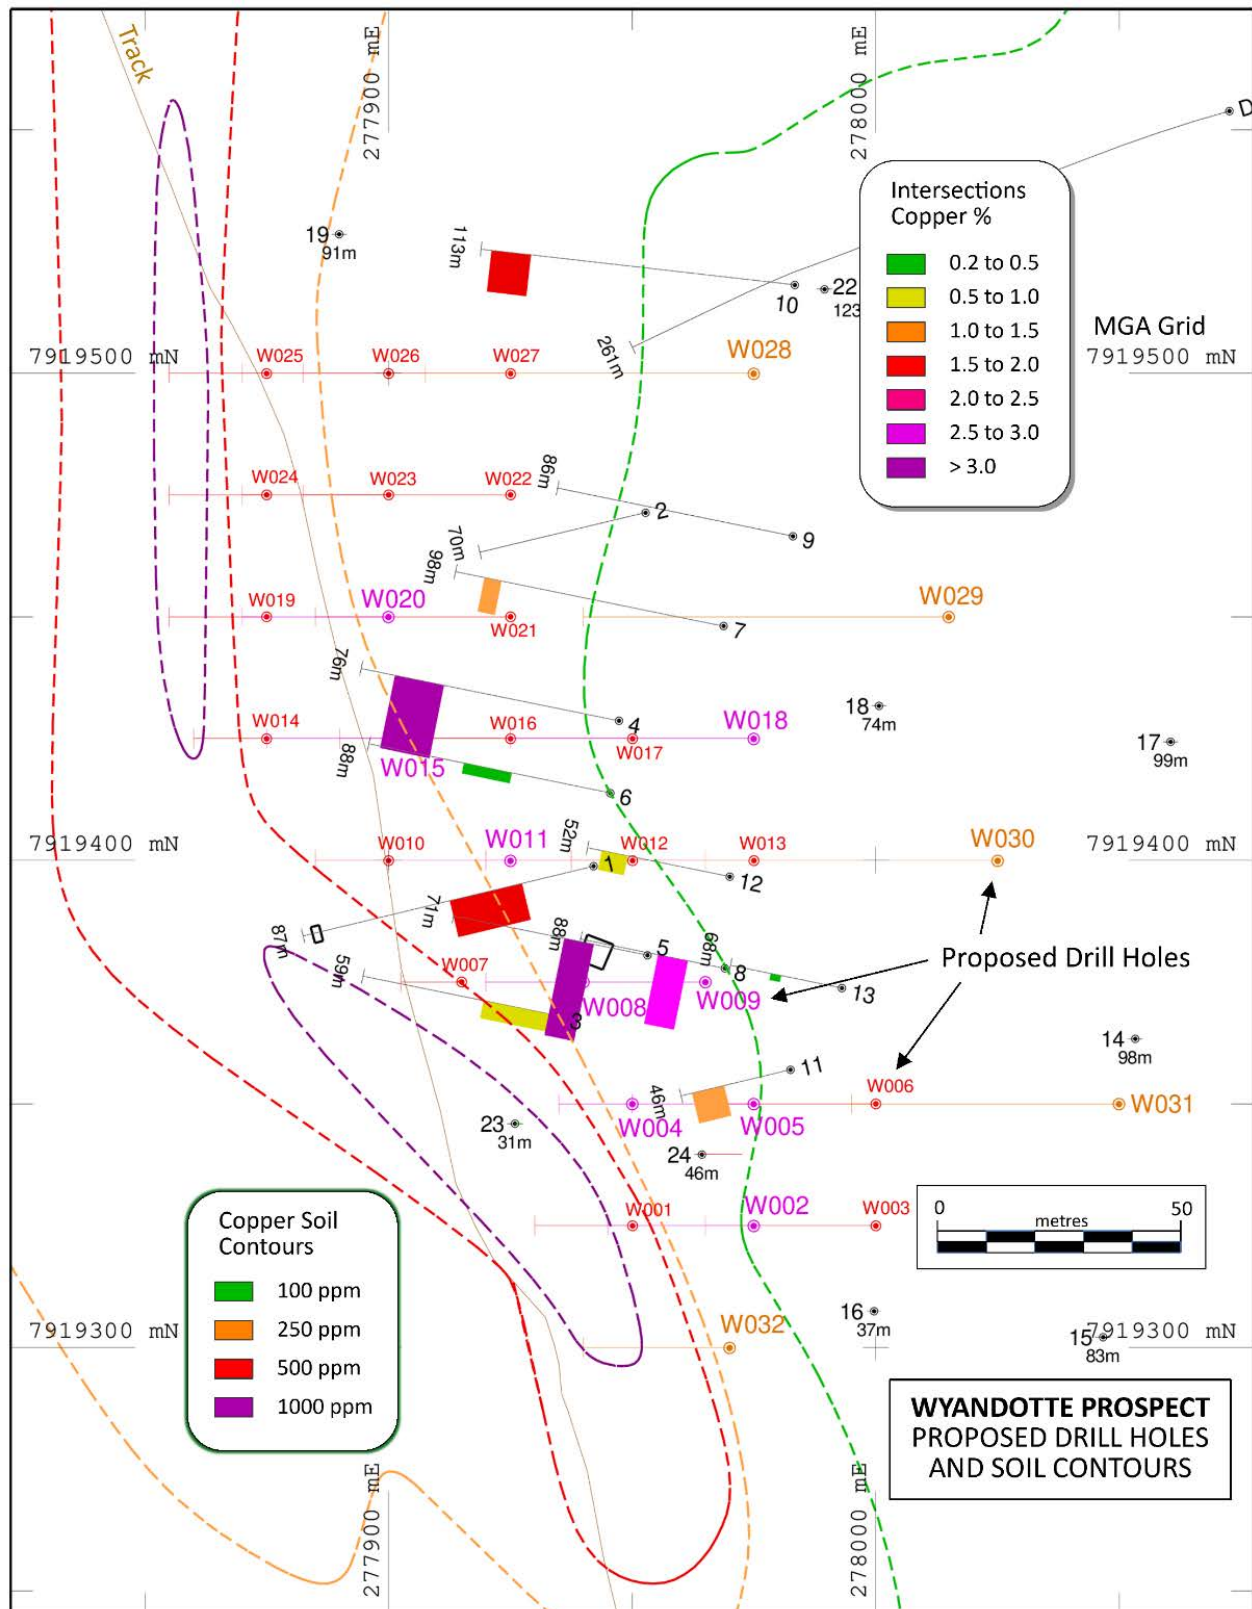 Track
277900 mE
278000 mE
D
Intersections
Copper %
0.2 to 0.5
0.5 to 1.0
1.0 to 1.5
1.5 to 2.0
2.0 to 2.5
2.5 to 3.0
> 3.0
19
91m
113m
10
22
123
MGA Grid
7919500 mN
W025
W026
W027
261m
W028
7919500 mN
W024
W023
W022
86m
2
9
70m
98m
W019
W020
W021
7
W029
76m
4
18
74m
W014
W016
W017
W018
17
99m
88m
W015
6
7919400 mN
W010
W011
52m
W012
W013
W030
7919400 mN
1
12
71m
87m
88m
5
68m
8
13
Proposed Drill Holes
59m
W007
W008
W009
3
14
98m
11
46m
W006
W004
W005
W031
23
31m
24
46m
W001
W002
W003
0
50
metres
Copper Soil
Contours
100 ppm
250 ppm
500 ppm
1000 ppm
16
37m
7919300 mN
W032
15
7919300 mN
83m
WYANDOTTE PROSPECT
PROPOSED DRILL HOLES
AND SOIL CONTOURS
277900 mE
278000 mE